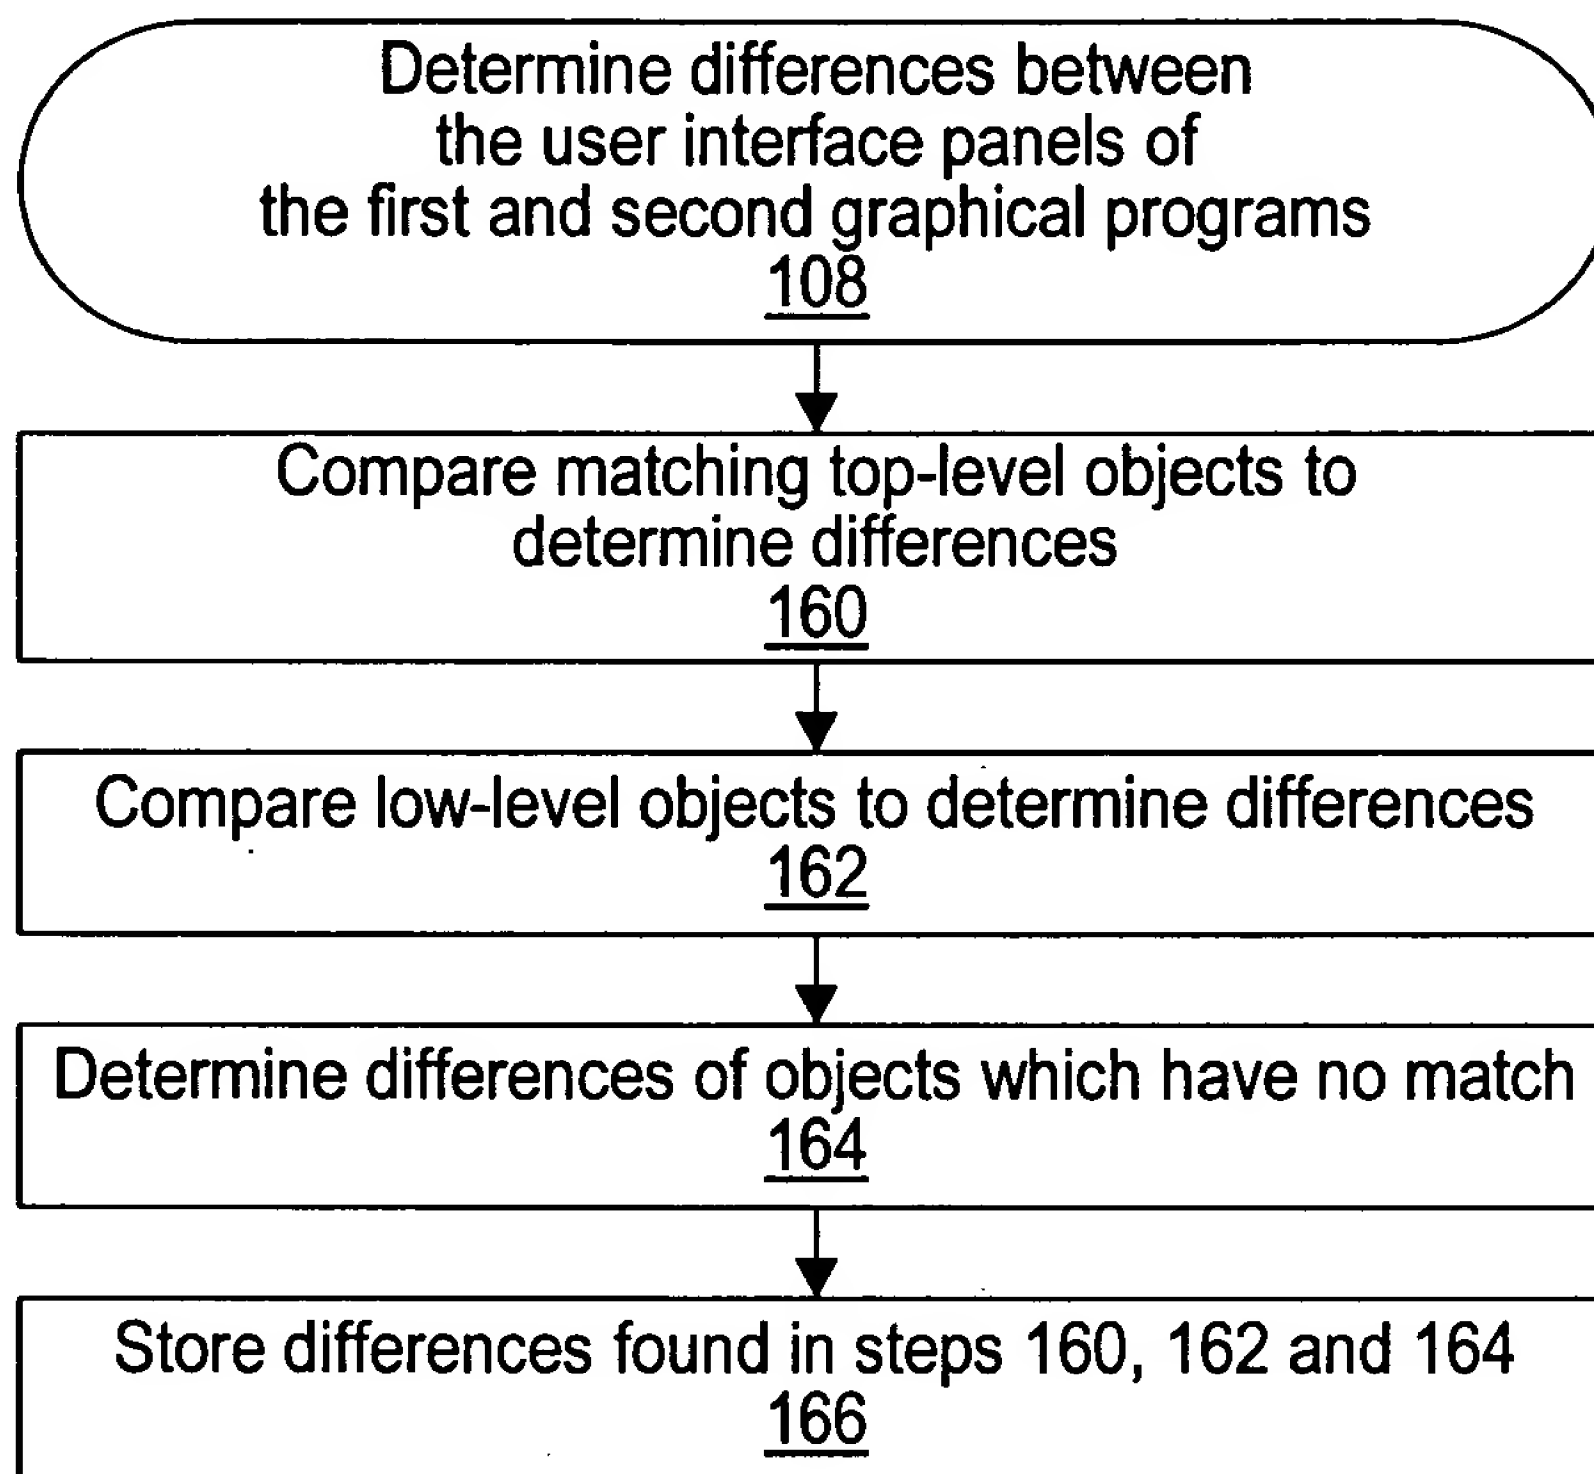 Determine differences between
the user interface panels of
the first and second graphical programs
108
Compare matching top-level objects to
determine differences
160
Compare low-level objects to determine differences
162
Determine differences of objects which have no match
164
Store differences found in steps 160, 162 and 164
166